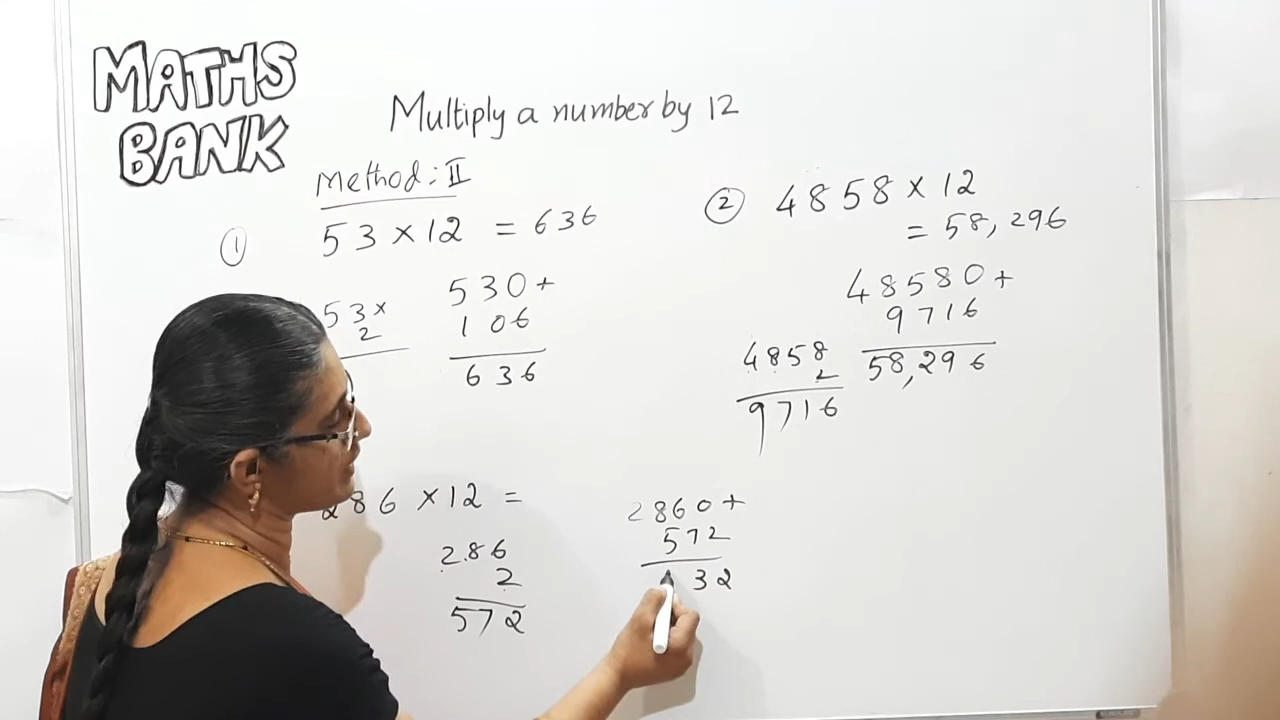 MATHS
BANK
Multiply a number by 12
Method: II
① 53 × 12 = 636
53 ×
2
530 +
106
636
② 4858 × 12
= 58,296
4858
2
9716
48580 +
9716
58,296
286 × 12 =
286
2
572
2860 +
572
32